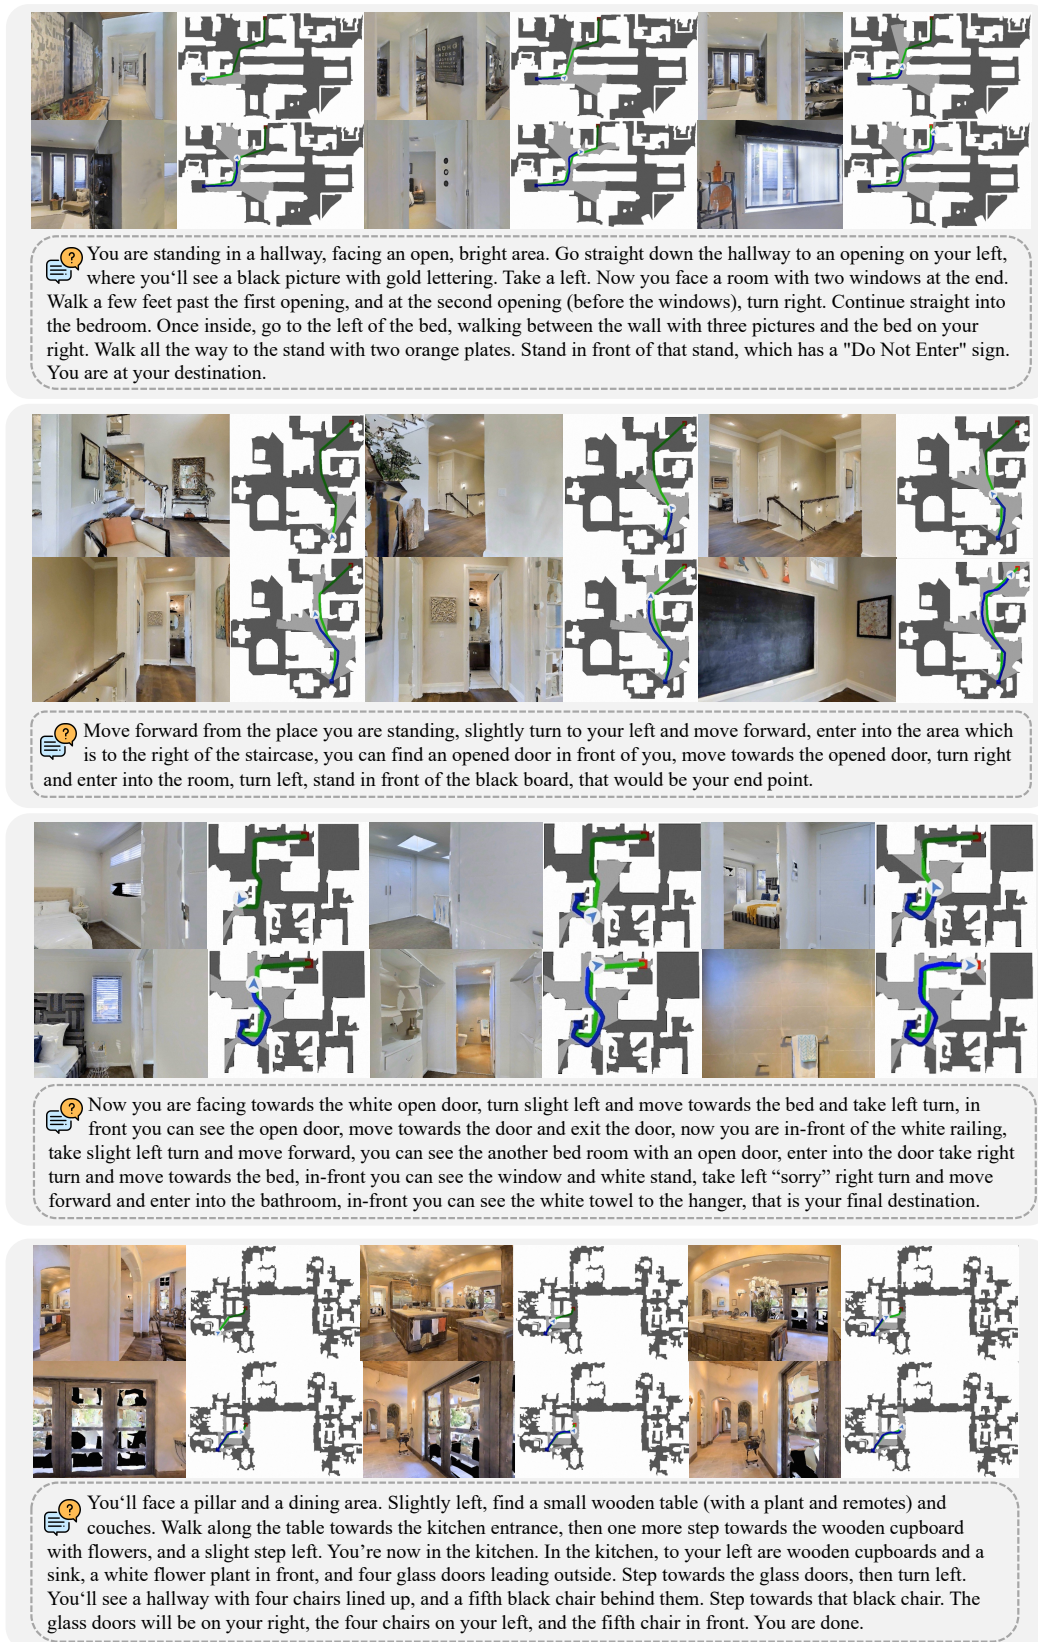 You are standing in a hallway, facing an open, bright area. Go straight down the hallway to an opening on your left,
where you‘ll see a black picture with gold lettering. Take a left. Now you face a room with two windows at the end.
Walk a few feet past the first opening, and at the second opening (before the windows), turn right. Continue straight into
the bedroom. Once inside, go to the left of the bed, walking between the wall with three pictures and the bed on your
right. Walk all the way to the stand with two orange plates. Stand in front of that stand, which has a "Do Not Enter" sign.
You are at your destination.
Move forward from the place you are standing, slightly turn to your left and move forward, enter into the area which
is to the right of the staircase, you can find an opened door in front of you, move towards the opened door, turn right
and enter into the room, turn left, stand in front of the black board, that would be your end point.
Now you are facing towards the white open door, turn slight left and move towards the bed and take left turn, in
front you can see the open door, move towards the door and exit the door, now you are in-front of the white railing,
take slight left turn and move forward, you can see the another bed room with an open door, enter into the door take right
turn and move towards the bed, in-front you can see the window and white stand, take left “sorry” right turn and move
forward and enter into the bathroom, in-front you can see the white towel to the hanger, that is your final destination.
You‘ll face a pillar and a dining area. Slightly left, find a small wooden table (with a plant and remotes) and
couches. Walk along the table towards the kitchen entrance, then one more step towards the wooden cupboard
with flowers, and a slight step left. You’re now in the kitchen. In the kitchen, to your left are wooden cupboards and a
sink, a white flower plant in front, and four glass doors leading outside. Step towards the glass doors, then turn left.
You‘ll see a hallway with four chairs lined up, and a fifth black chair behind them. Step towards that black chair. The
glass doors will be on your right, the four chairs on your left, and the fifth chair in front. You are done.